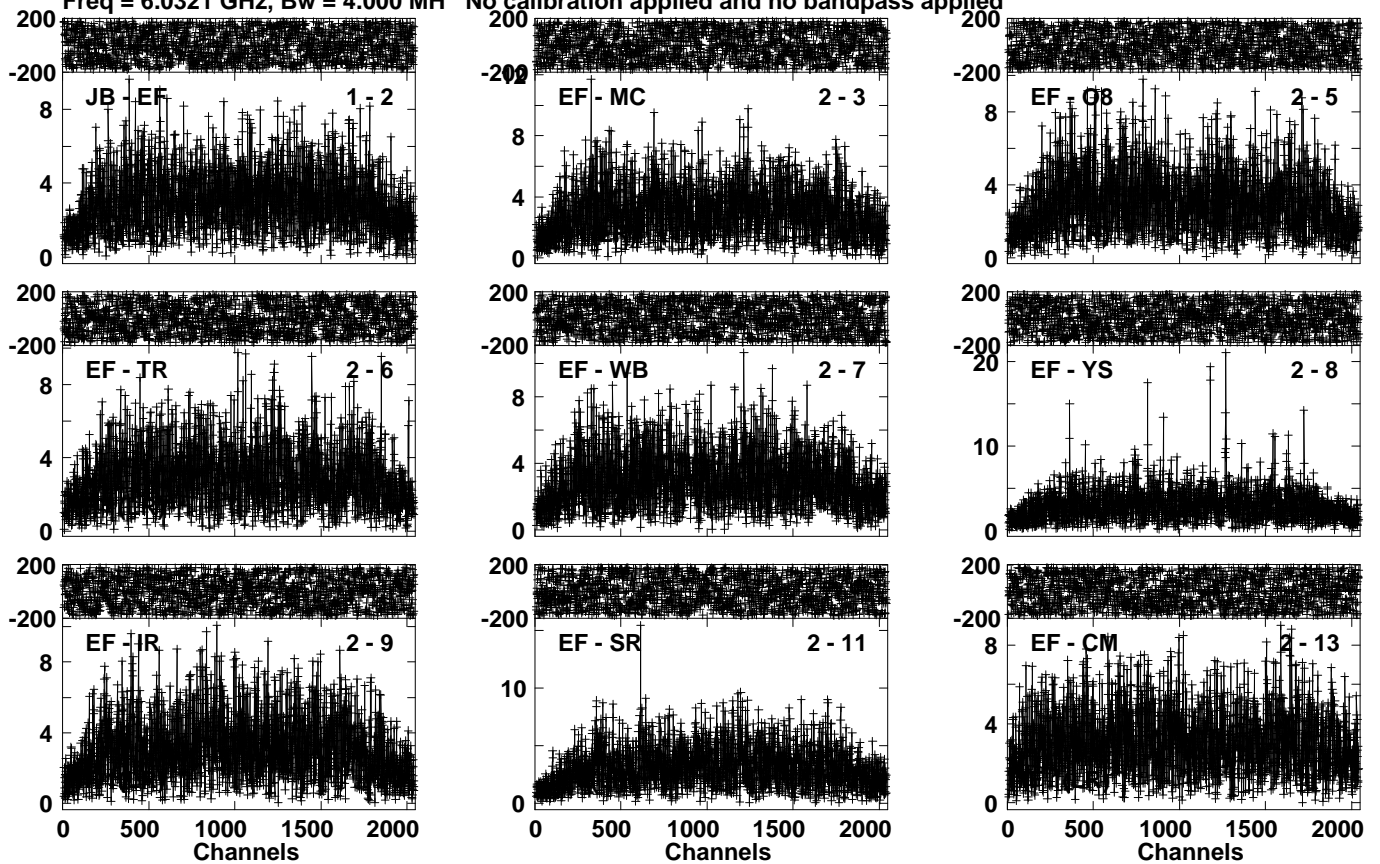 Freq = 6.0321 GHz, Bw = 4.000 MH No calibration applied and no bandpass applied
200 200 200
-200 -200 -200
12
JB - EF 1 - 2 EF - MC 2 - 3 EF - O8 2 - 5
8 8 8
4 4 4
0 0 0
200 200 200
-200 -200 -200
EF - TR 2 - 6 EF - WB 2 - 7 EF - YS 2 - 8
8 8 20
4 4 10
0 0 0
200 200 200
-200 -200 -200
EF - IR 2 - 9 EF - SR 2 - 11 EF - CM 2 - 13
8 10 8
4 4
0 0 0
0 500 1000 1500 2000 0 500 1000 1500 2000 0 500 1000 1500 2000
Channels Channels Channels